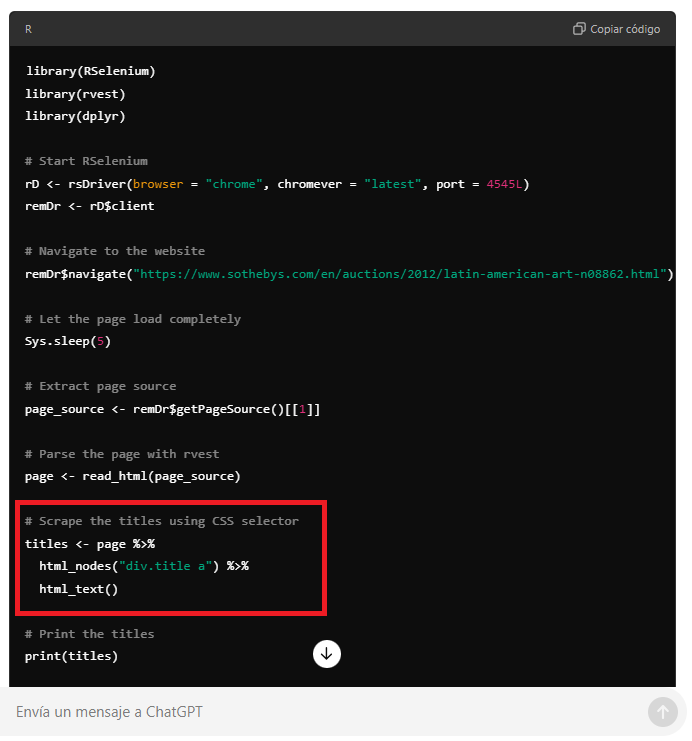 R
Copiar código
library(RSelenium)
library(rvest)
library(dplyr)
# Start RSelenium
rD <- rsDriver(browser = "chrome", chromever = "latest", port = 4545L)
remDr <- rD$client
# Navigate to the website
remDr$navigate("https://www.sothebys.com/en/auctions/2012/latin-american-art-n08862.html")
# Let the page load completely
Sys.sleep(5)
# Extract page source
page_source <- remDr$getPageSource()[[1]]
# Parse the page with rvest
page <- read_html(page_source)
# Scrape the titles using CSS selector
titles <- page %>%
  html_nodes("div.title a") %>%
  html_text()
# Print the titles
print(titles)
Envía un mensaje a ChatGPT